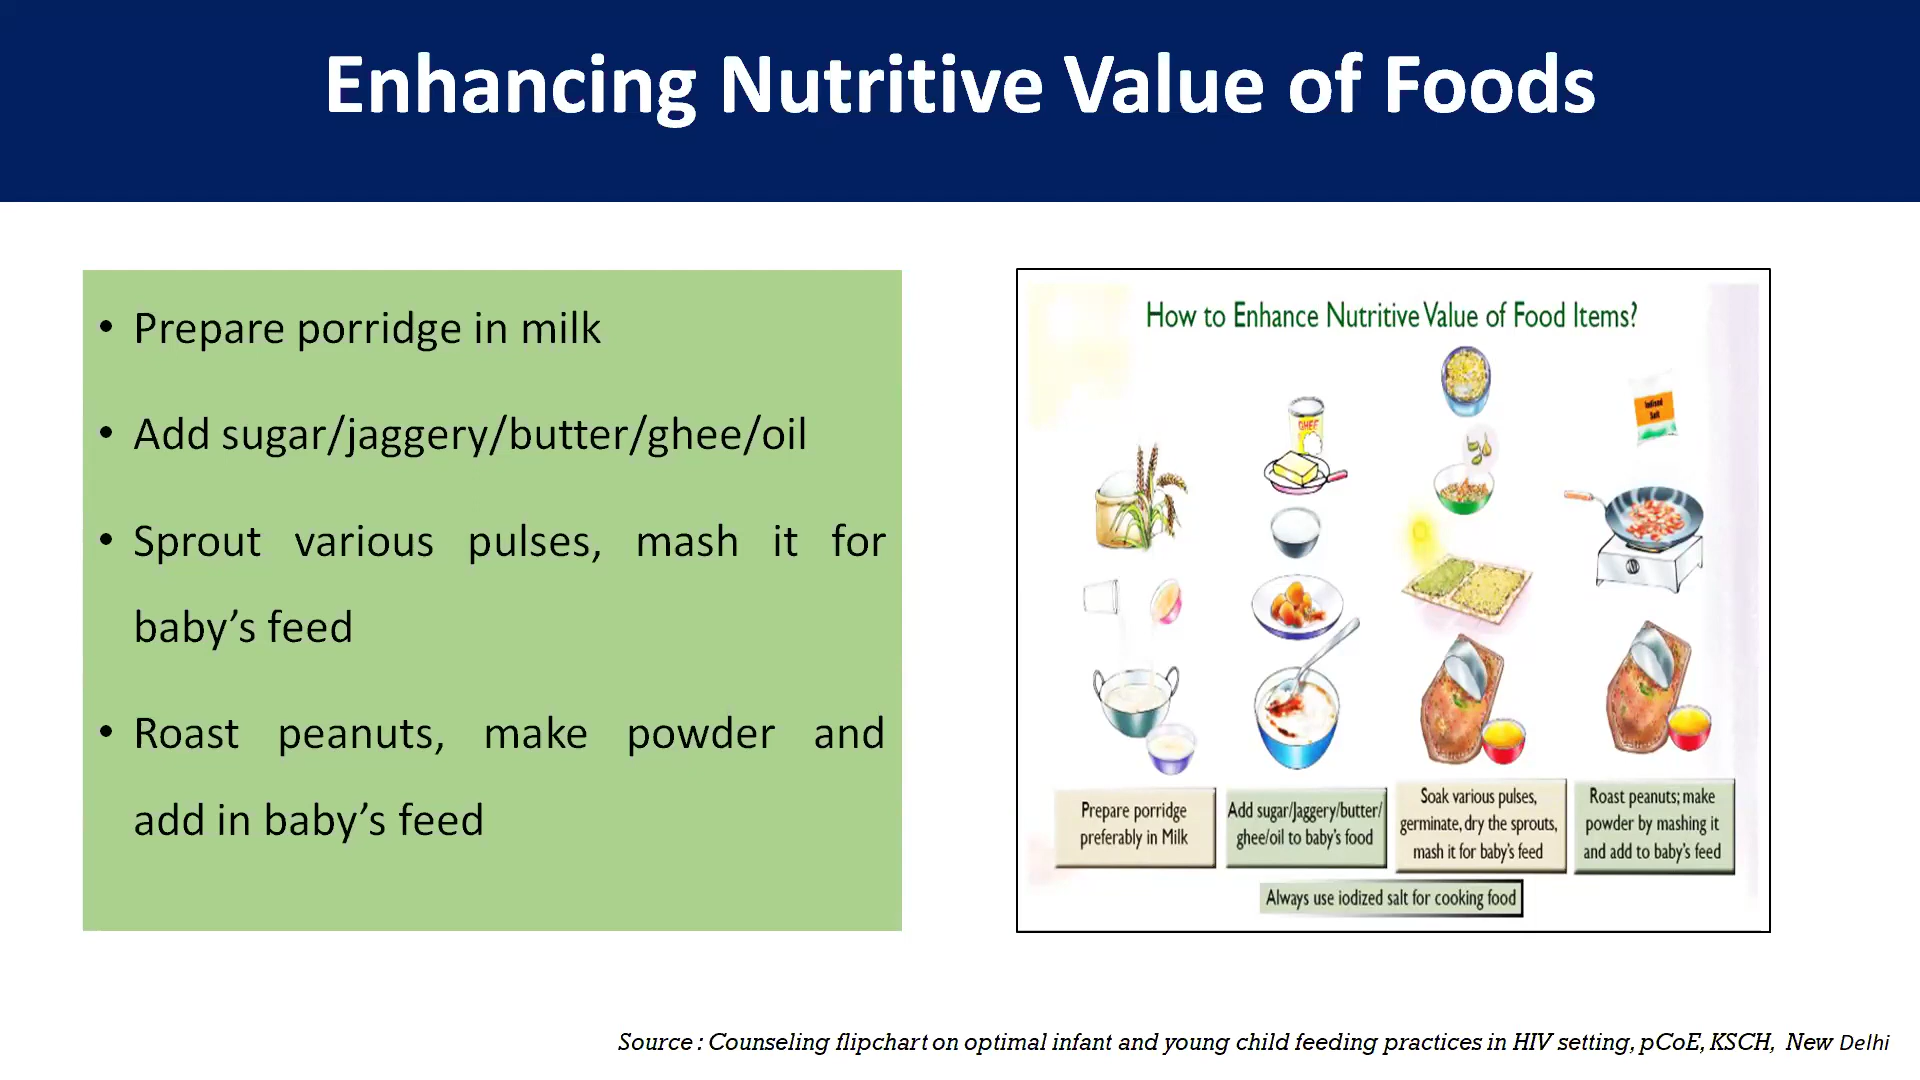 Enhancing Nutritive Value of Foods
• Prepare porridge in milk
• Add sugar/jaggery/butter/ghee/oil
• Sprout various pulses, mash it for
baby's feed
• Roast peanuts, make powder and
add in baby's feed
How to Enhance Nutritive Value of Food Items?
GHEE
Iodised
Salt
Prepare porridge
preferably in Milk
Add sugar/Jaggery/butter/
ghee/oil to baby's food
Soak various pulses,
germinate, dry the sprouts,
mash it for baby's feed
Roast peanuts; make
powder by mashing it
and add to baby's feed
Always use iodized salt for cooking food
Source : Counseling flipchart on optimal infant and young child feeding practices in HIV setting, pCoE, KSCH, New Delhi